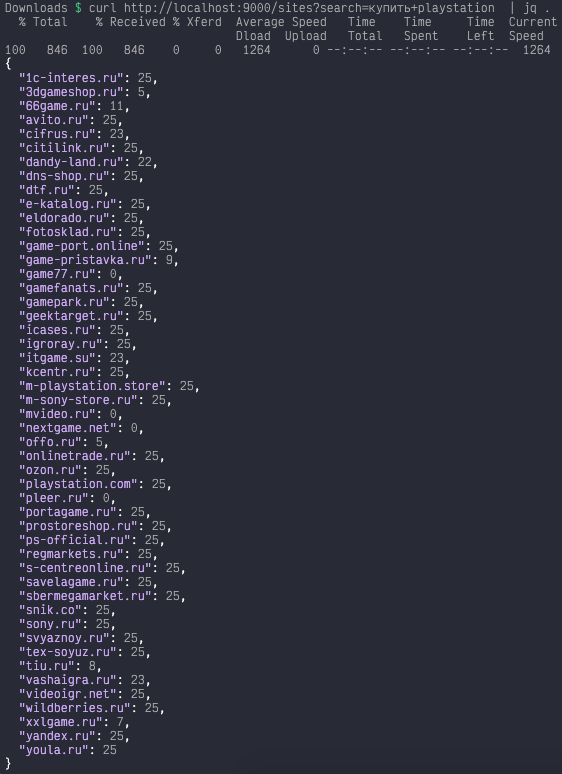 Downloads $ curl http://localhost:9000/sites?search=купить+playstation | jq .
% Total % Received % Xferd Average Speed Time Time Time Current
Dload Upload Total Spent Left Speed
100 846 100 846 0 0 1264 0 --:--:-- --:--:-- --:--:-- 1264
{
"1c-interes.ru": 25,
"3dgameshop.ru": 5,
"66game.ru": 11,
"avito.ru": 25,
"cifrus.ru": 23,
"citilink.ru": 25,
"dandy-land.ru": 22,
"dns-shop.ru": 25,
"dtf.ru": 25,
"e-katalog.ru": 25,
"eldorado.ru": 25,
"fotosklad.ru": 25,
"game-port.online": 25,
"game-pristavka.ru": 9,
"game77.ru": 0,
"gamefanats.ru": 25,
"gamepark.ru": 25,
"geektarget.ru": 25,
"icases.ru": 25,
"igroray.ru": 25,
"itgame.su": 23,
"kcentr.ru": 25,
"m-playstation.store": 25,
"m-sony-store.ru": 25,
"mvideo.ru": 0,
"nextgame.net": 0,
"offo.ru": 5,
"onlinetrade.ru": 25,
"ozon.ru": 25,
"playstation.com": 25,
"pleer.ru": 0,
"portagame.ru": 25,
"prostoreshop.ru": 25,
"ps-official.ru": 25,
"regmarkets.ru": 25,
"s-centreonline.ru": 25,
"savelagame.ru": 25,
"sbermegamarket.ru": 25,
"snik.co": 25,
"sony.ru": 25,
"svyaznoy.ru": 25,
"tex-soyuz.ru": 25,
"tiu.ru": 8,
"vashaigra.ru": 23,
"videoigr.net": 25,
"wildberries.ru": 25,
"xxlgame.ru": 7,
"yandex.ru": 25,
"youla.ru": 25
}